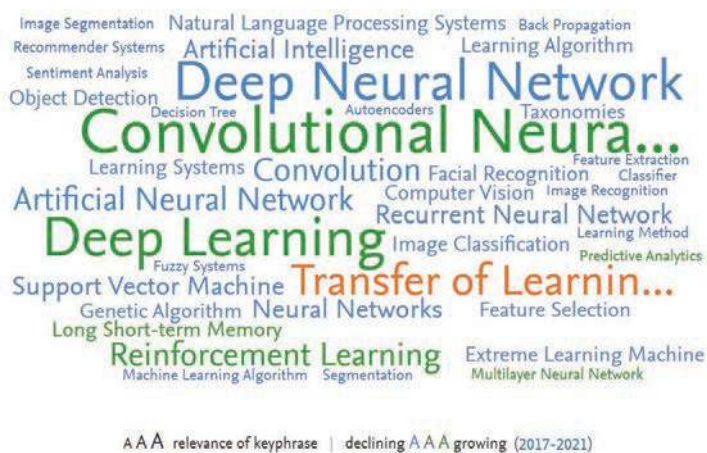 Image Segmentation Natural Language Processing Systems Back Propagation
Recommender Systems Artificial Intelligence Learning Algorithm
Sentiment Analysis Deep Neural Network
Object Detection Decision Tree Autoencoders Taxonomies
Convolutional Neura...
Learning Systems Convolution Facial Recognition Feature Extraction
Classifier
Artificial Neural Network Computer Vision Image Recognition
Recurrent Neural Network
Deep Learning Image Classification Learning Method
Predictive Analytics
Fuzzy Systems
Support Vector Machine Transfer of Learnin...
Genetic Algorithm Neural Networks Feature Selection
Long Short-term Memory
Reinforcement Learning Extreme Learning Machine
Machine Learning Algorithm Segmentation Multilayer Neural Network
A A A relevance of keyphrase | declining A A A growing (2017-2021)